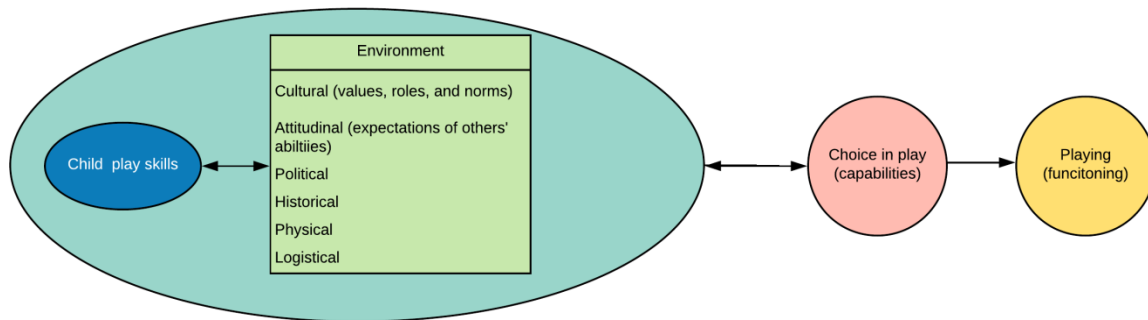 Environment
Cultural (values, roles, and norms)
Attitudinal (expectations of others'
abiltiies)
Political
Historical
Physical
Logistical
Child play skills
Choice in play
(capabilities)
Playing
(funcitoning)